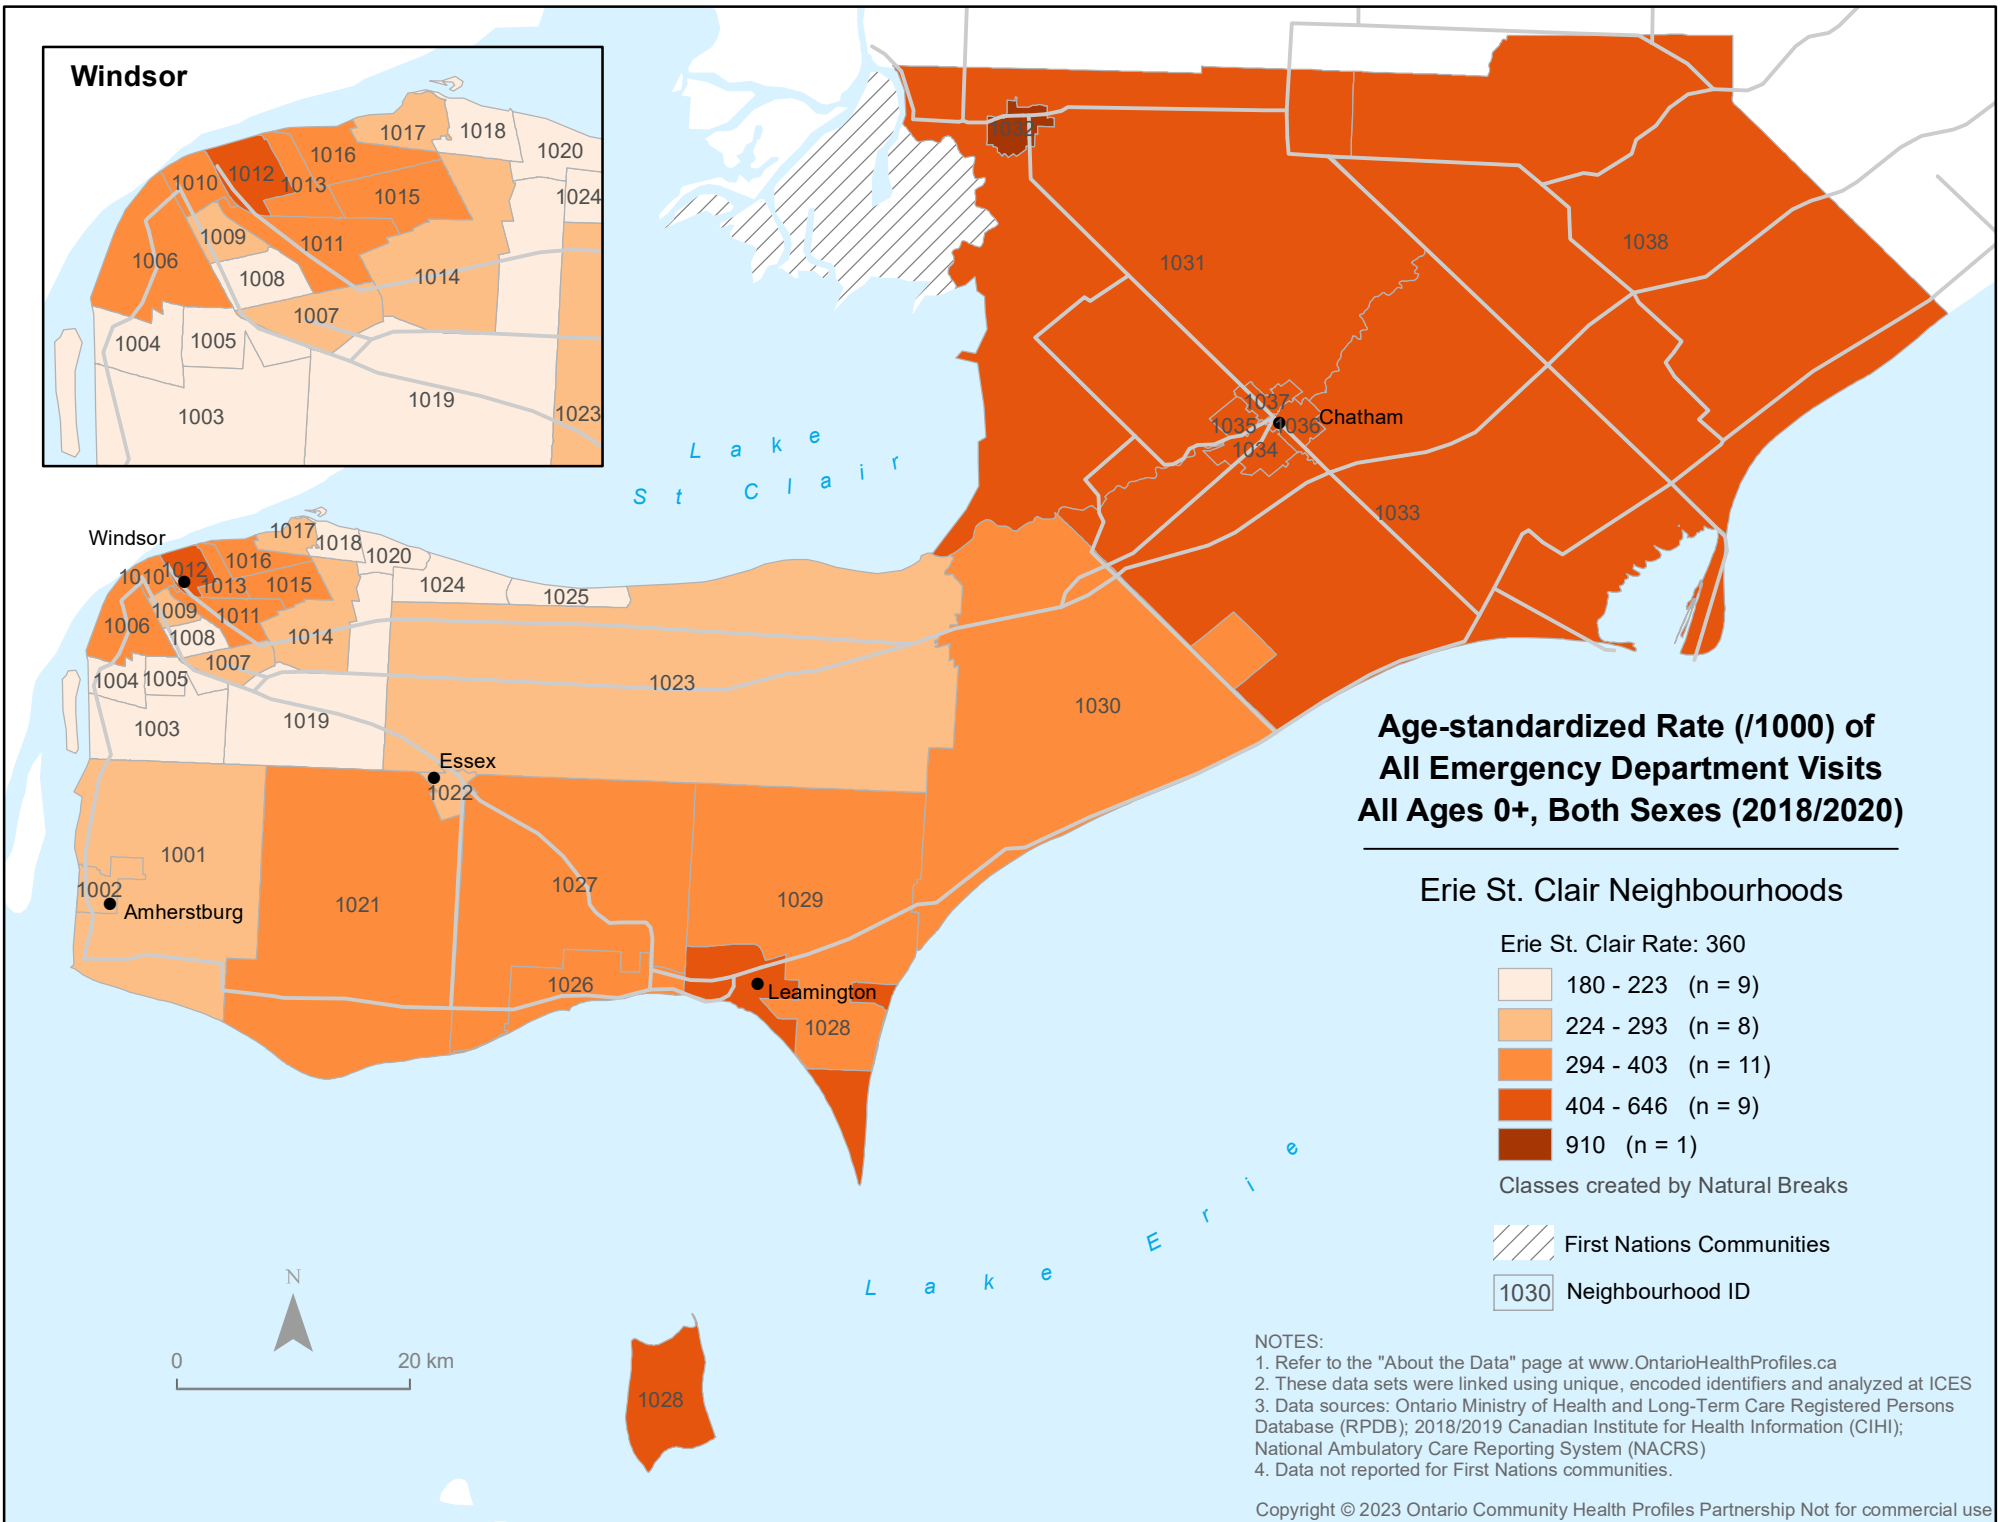 Windsor
1017
1018
1020
1016
1012
1010
1013
1015
1024
1009
1011
1006
1008
1014
1007
1004
1005
1019
1003
1023
1032
1031
1038
1037
1035
1036
Chatham
1034
1033
Lake
St Clair
Windsor
1017
1018
1020
1016
1012
1010
1013
1015
1024
1025
1009
1011
1006
1008
1014
1007
1004
1005
1023
1019
1003
1030
Essex
1022
1001
1002
Amherstburg
1021
1027
1029
1026
Leamington
1028
Age-standardized Rate (/1000) of
All Emergency Department Visits
All Ages 0+, Both Sexes (2018/2020)
Erie St. Clair Neighbourhoods
Erie St. Clair Rate: 360
180 - 223 (n = 9)
224 - 293 (n = 8)
294 - 403 (n = 11)
404 - 646 (n = 9)
910 (n = 1)
Classes created by Natural Breaks
First Nations Communities
1030 Neighbourhood ID
Lake Erie
N
0 20 km
1028
NOTES:
1. Refer to the "About the Data" page at www.OntarioHealthProfiles.ca
2. These data sets were linked using unique, encoded identifiers and analyzed at ICES
3. Data sources: Ontario Ministry of Health and Long-Term Care Registered Persons
Database (RPDB); 2018/2019 Canadian Institute for Health Information (CIHI);
National Ambulatory Care Reporting System (NACRS)
4. Data not reported for First Nations communities.
Copyright © 2023 Ontario Community Health Profiles Partnership Not for commercial use